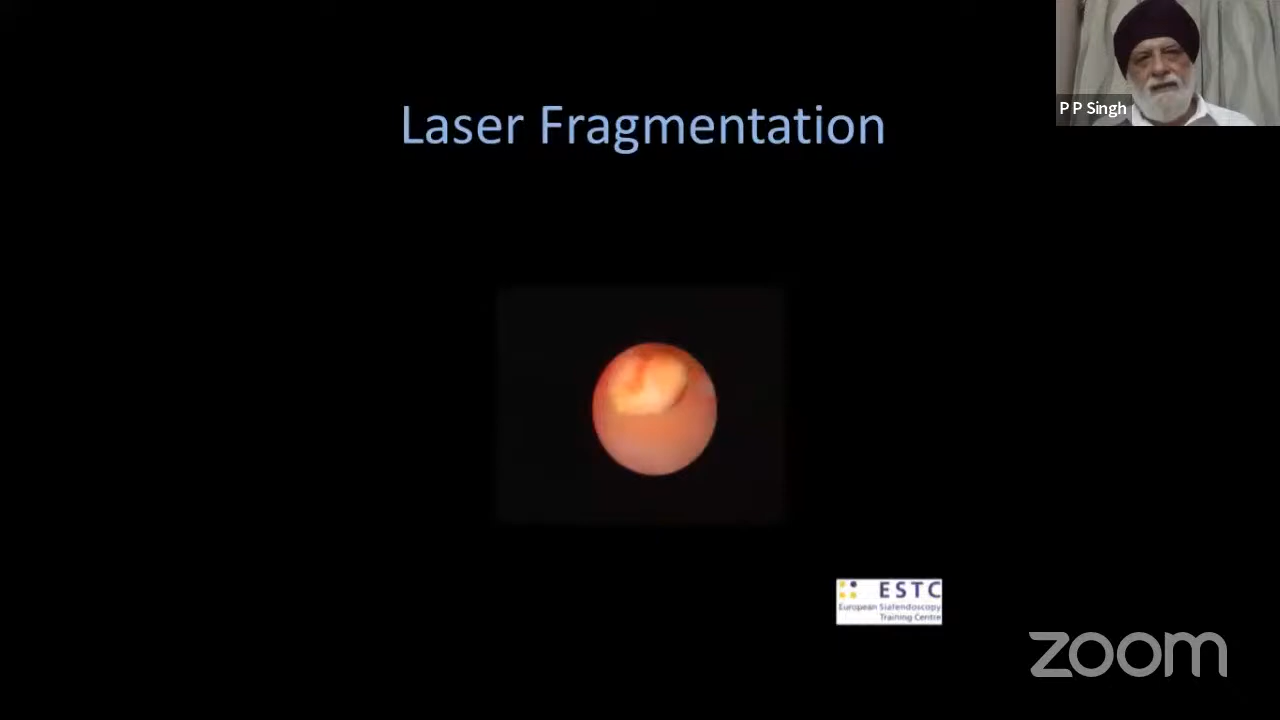 P P Singh
Laser Fragmentation
ESTC
European Sialendoscopy
Training Centre
zoom